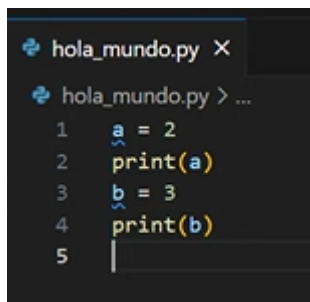 hola_mundo.py X
hola_mundo.py > ...
1 a = 2
2 print(a)
3 b = 3
4 print(b)
5